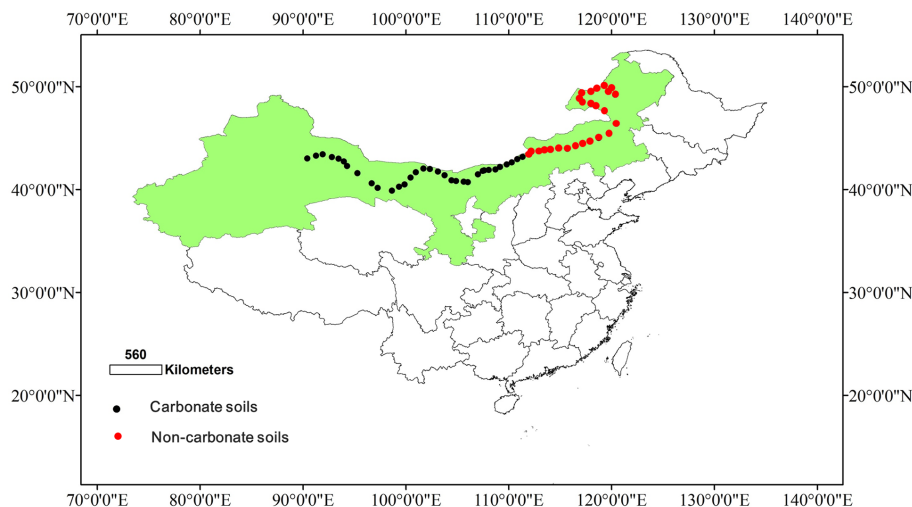 70°0'0"E 80°0'0"E 90°0'0"E 100°0'0"E 110°0'0"E 120°0'0"E 130°0'0"E 140°0'0"E
50°0'0"N 50°0'0"N
40°0'0"N 40°0'0"N
30°0'0"N 30°0'0"N
560
Kilometers
20°0'0"N 20°0'0"N
Carbonate soils
Non-carbonate soils
70°0'0"E 80°0'0"E 90°0'0"E 100°0'0"E 110°0'0"E 120°0'0"E 130°0'0"E 140°0'0"E